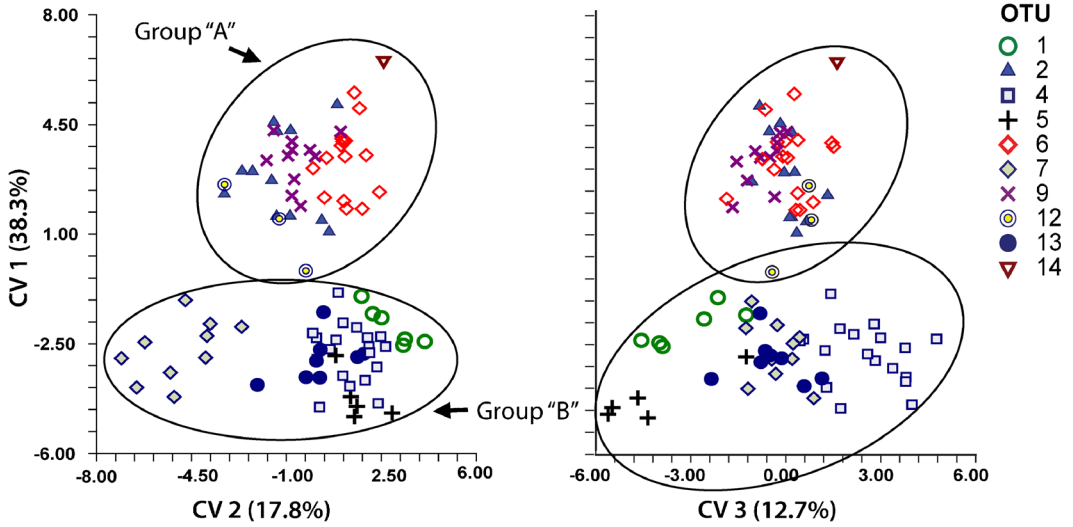 8.00
4.50
1.00
-2.50
-6.00
CV 1 (38.3%)
-8.00 -4.50 -1.00 2.50 6.00
CV 2 (17.8%)
Group “A”
Group “B”
-6.00 -3.00 0.00 3.00 6.00
CV 3 (12.7%)
OTU
1
2
4
5
6
7
9
12
13
14